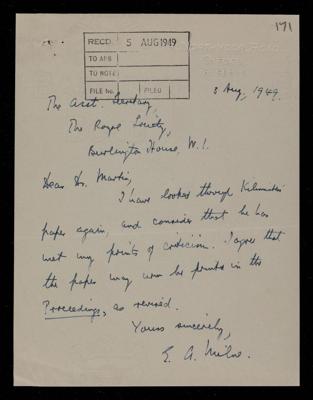 171
RECD. 5 AUG 1949
TO APB
TO NOTE
FILE No. FILED
3 Aug, 1949.
The Asst. Secretary,
The Royal Society,
Burlington House, W.1.
Dear Dr. Martin,
I have looked through Kilmister's
paper again, and consider that he has
met my points of criticism. I agree that
the paper may now be printed in the
Proceedings, as revised.
Yours sincerely,
E. A. Milne.